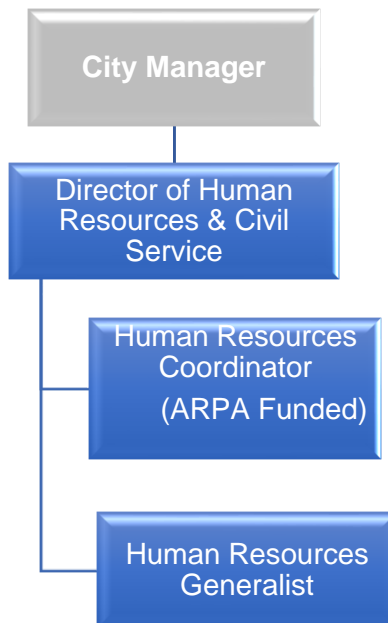 City Manager
Director of Human
Resources & Civil
Service
Human Resources
Coordinator
(ARPA Funded)
Human Resources
Generalist